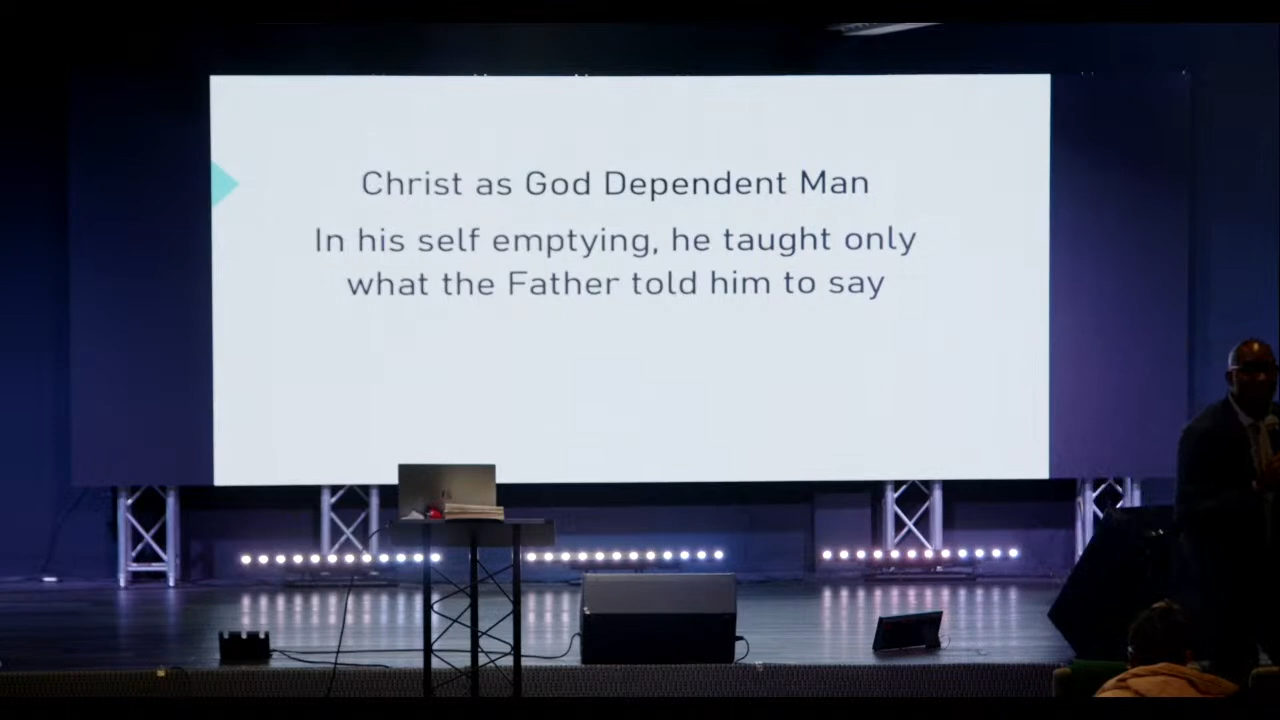 Christ as God Dependent Man
In his self emptying, he taught only
what the Father told him to say